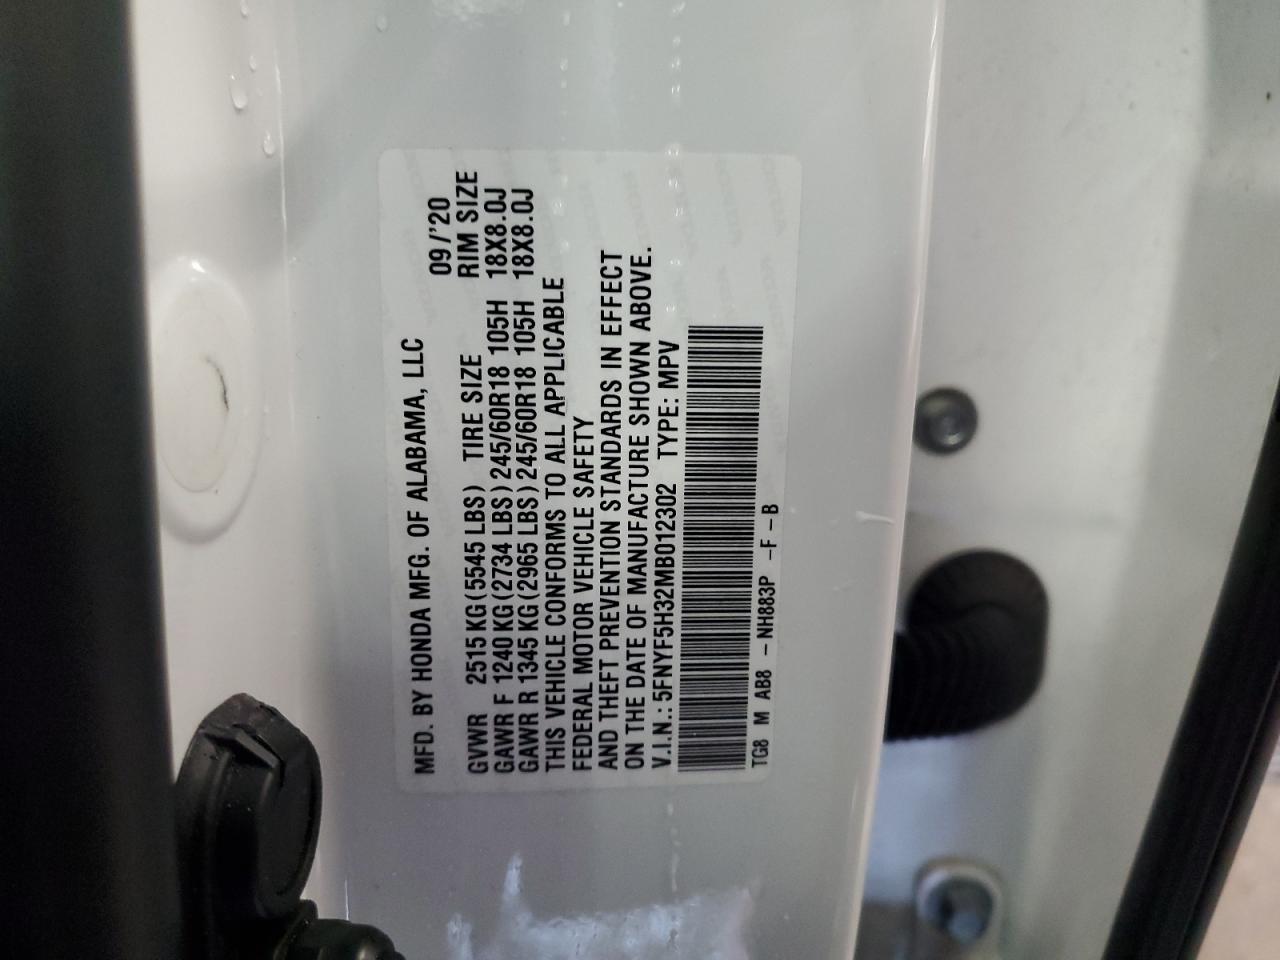 MFD. BY HONDA MFG. OF ALABAMA, LLC
09/'20
GVWR 2515 KG(5545 LBS) TIRE SIZE RIM SIZE
GAWR F 1240 KG(2734 LBS)245/60R18 105H 18X8.0J
GAWR R 1345 KG(2965 LBS)245/60R18 105H 18X8.0J
THIS VEHICLE CONFORMS TO ALL APPLICABLE
FEDERAL MOTOR VEHICLE SAFETY
AND THEFT PREVENTION STANDARDS IN EFFECT
ON THE DATE OF MANUFACTURE SHOWN ABOVE.
V.I.N.: 5FNYF5H32MB012302 TYPE: MPV
TG8 M AB8 -NH883P -F-B